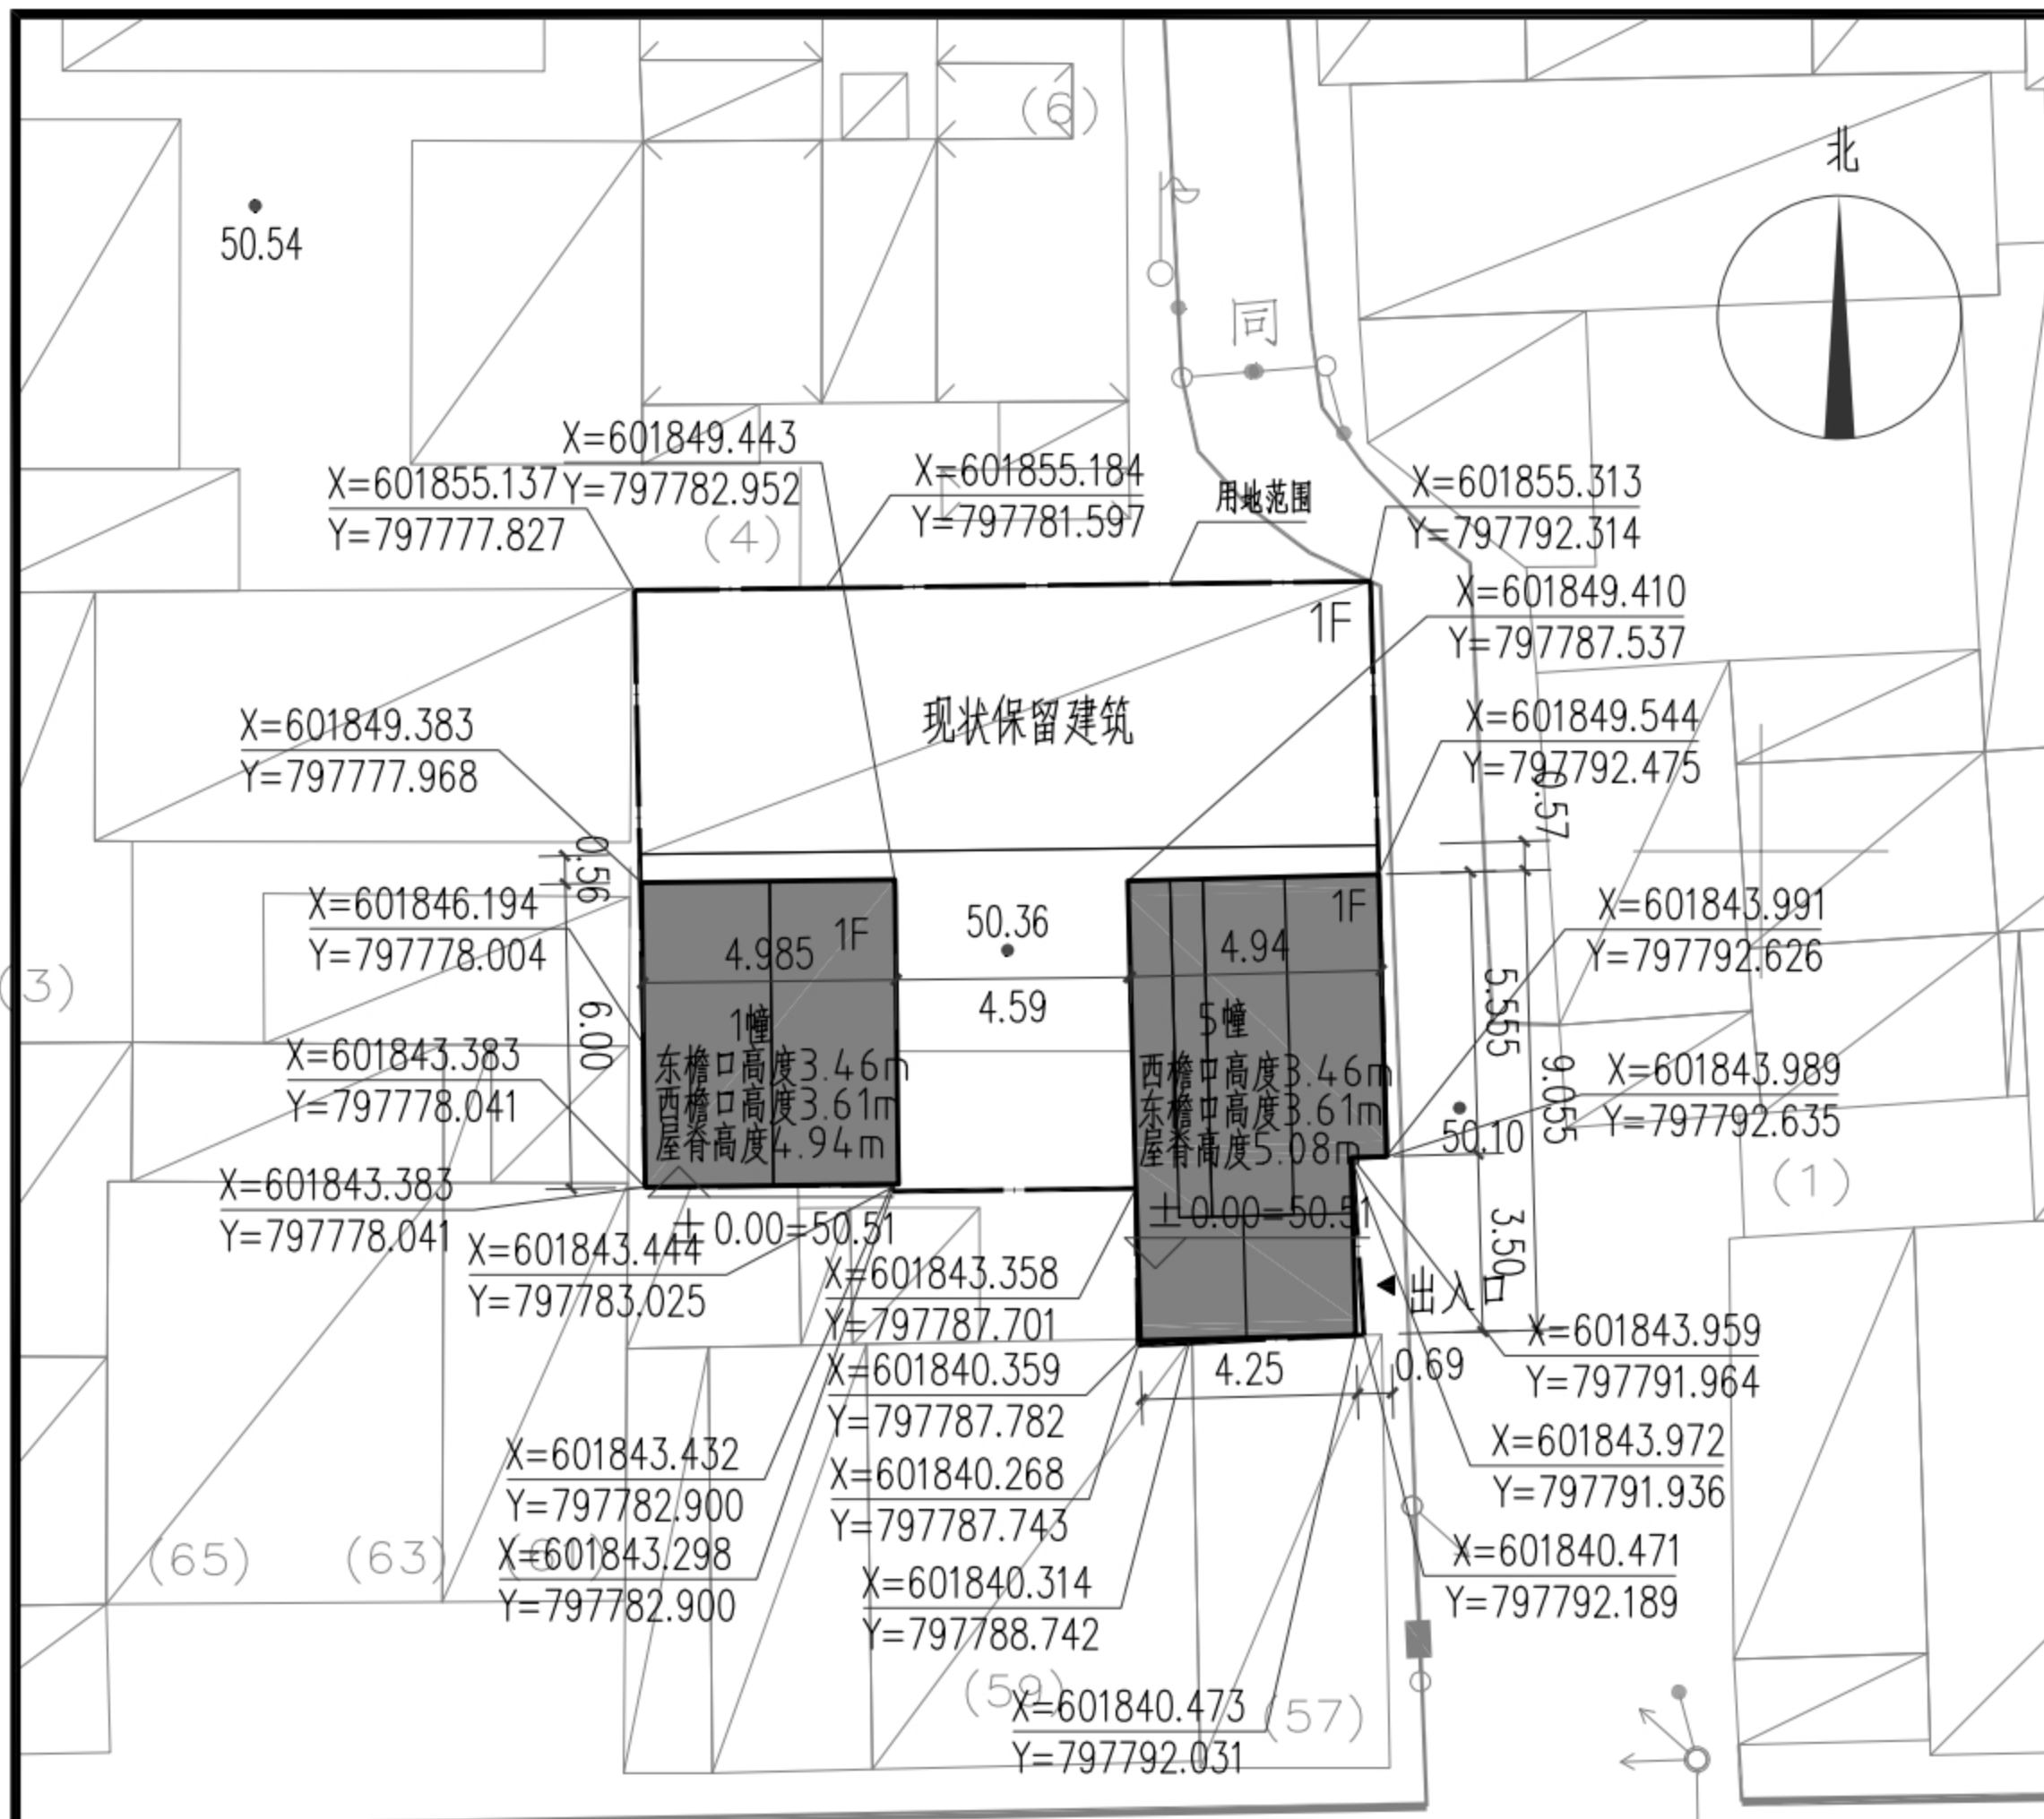 (6)
北
50.54
同
X=601849.443
Y=797782.952
X=601855.137
Y=797777.827
X=601855.184
Y=797781.597
用地范围
X=601855.313
Y=797792.314
(4)
X=601849.410
Y=797787.537
1F
现状保留建筑
X=601849.383
Y=797777.968
X=601849.544
Y=797792.475
0.57
0.56
X=601846.194
Y=797778.004
1F
50.36
1F
X=601843.991
Y=797792.626
4.985
4.94
4.59
(3)
5.555
6.00
1幢
5幢
9.055
X=601843.383
Y=797778.041
东檐口高度3.46m
西檐口高度3.61m
屋脊高度4.94m
西檐口高度3.46m
东檐口高度3.61m
屋脊高度5.08m
X=601843.989
Y=797792.635
50.10
(1)
X=601843.383
Y=797778.041
±0.00=50.51
±0.00=50.51
3.50
X=601843.444
Y=797783.025
X=601843.358
Y=797787.701
出入口
X=601843.959
Y=797791.964
X=601840.359
Y=797787.782
4.25
0.69
X=601843.432
Y=797782.900
X=601840.268
Y=797787.743
X=601843.972
Y=797791.936
(65)
(63)
X=601843.298
Y=797782.900
X=601840.314
Y=797788.742
X=601840.471
Y=797792.189
(59)
(57)
X=601840.473
Y=797792.031